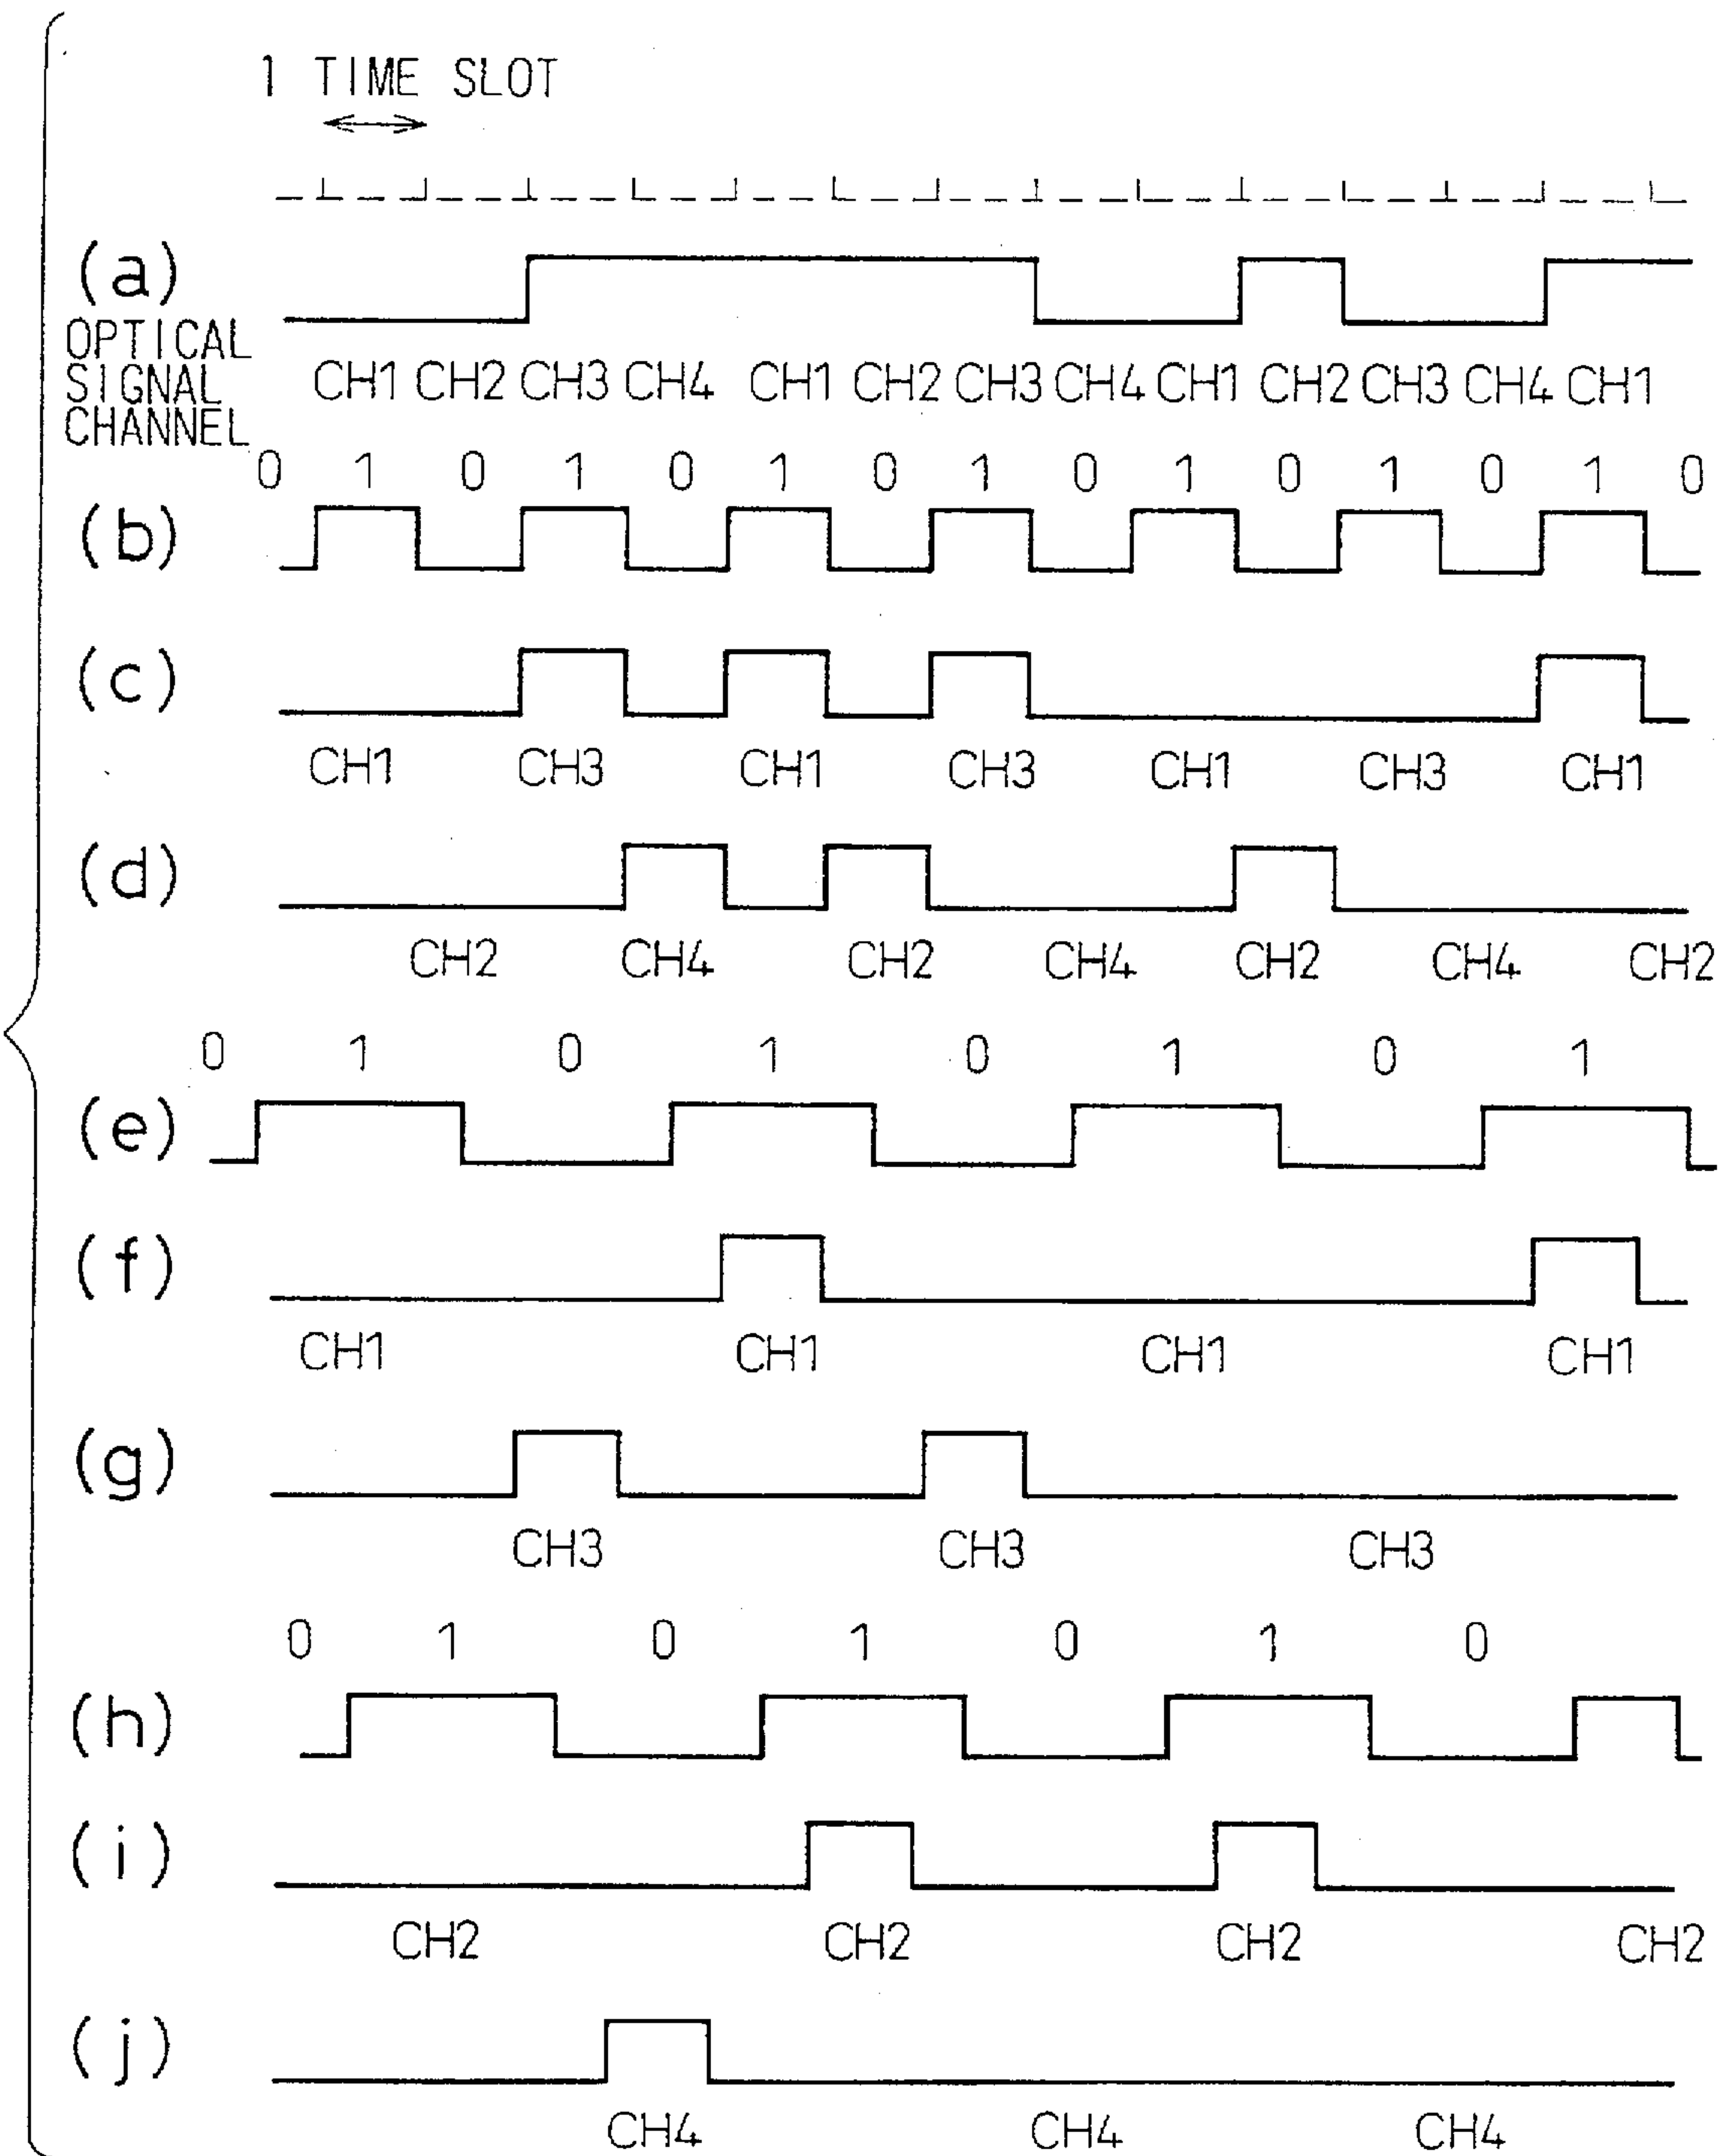 1 TIME SLOT
(a)
OPTICAL
SIGNAL
CHANNEL
CH1 CH2 CH3 CH4 CH1 CH2 CH3 CH4 CH1 CH2 CH3 CH4 CH1
0 1 0 1 0 1 0 1 0 1 0 1 0 1 0
(b)
(c)
CH1 CH3 CH1 CH3 CH1 CH3 CH1
(d)
CH2 CH4 CH2 CH4 CH2 CH4 CH2
0 1 0 1 0 1 0 1
(e)
(f)
CH1 CH1 CH1 CH1
(g)
CH3 CH3 CH3
0 1 0 1 0 1 0
(h)
(i)
CH2 CH2 CH2 CH2
(j)
CH4 CH4 CH4